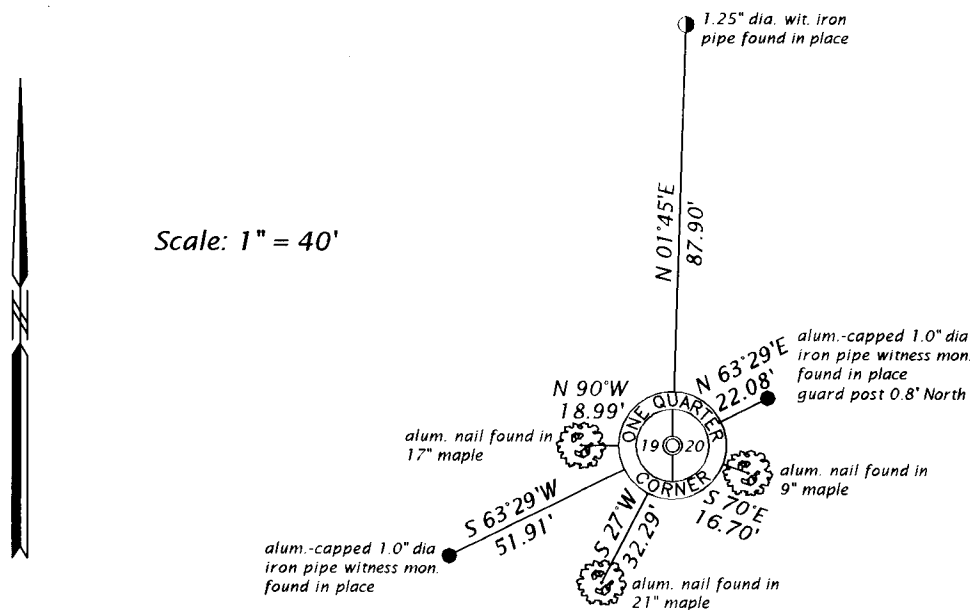 1.25" dia. wit. iron
pipe found in place
N
Scale: 1" = 40'
N 01°45'E
87.90'
alum.-capped 1.0" dia
iron pipe witness mon.
found in place
guard post 0.8' North
N 63°29'E
22.08'
N 90°W
18.99'
alum. nail found in
17" maple
ONE QUARTER
19 20
CORNER
alum. nail found in
9" maple
S 70°E
16.70'
S 63°29'W
51.91'
S 27°W
32.29'
alum.-capped 1.0" dia
iron pipe witness mon.
found in place
alum. nail found in
21" maple